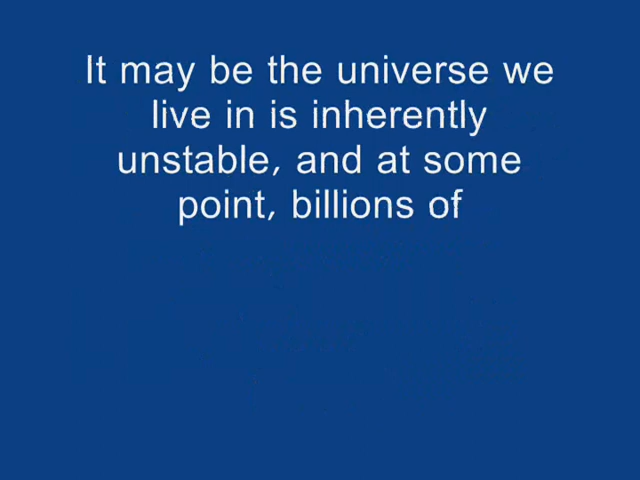 It may be the universe we
live in is inherently
unstable, and at some
point, billions of